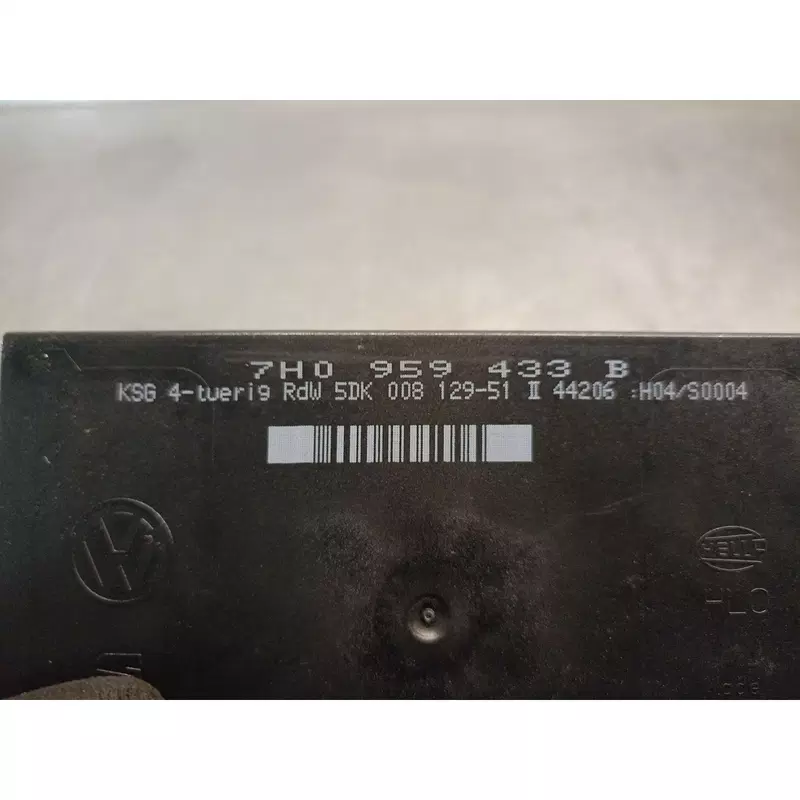 7H0 959 433 B
KSG 4-tuerig RdW 5DK 008 129-51 II 44206 :H04/S0004
HELLA